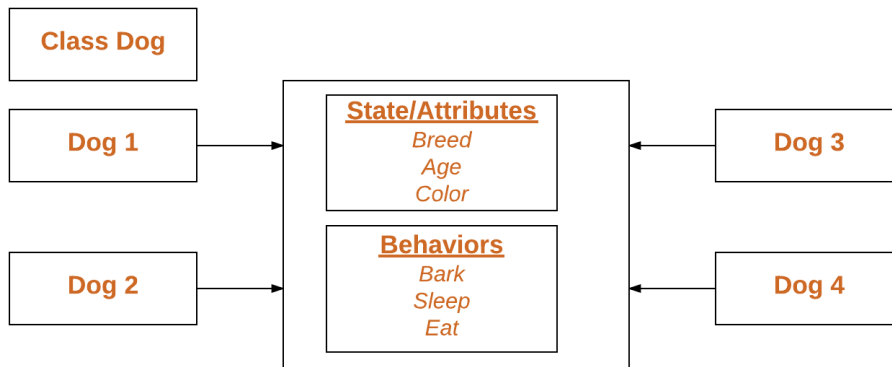 Class Dog
Dog 1
Dog 2
State/Attributes
Breed
Age
Color
Behaviors
Bark
Sleep
Eat
Dog 3
Dog 4